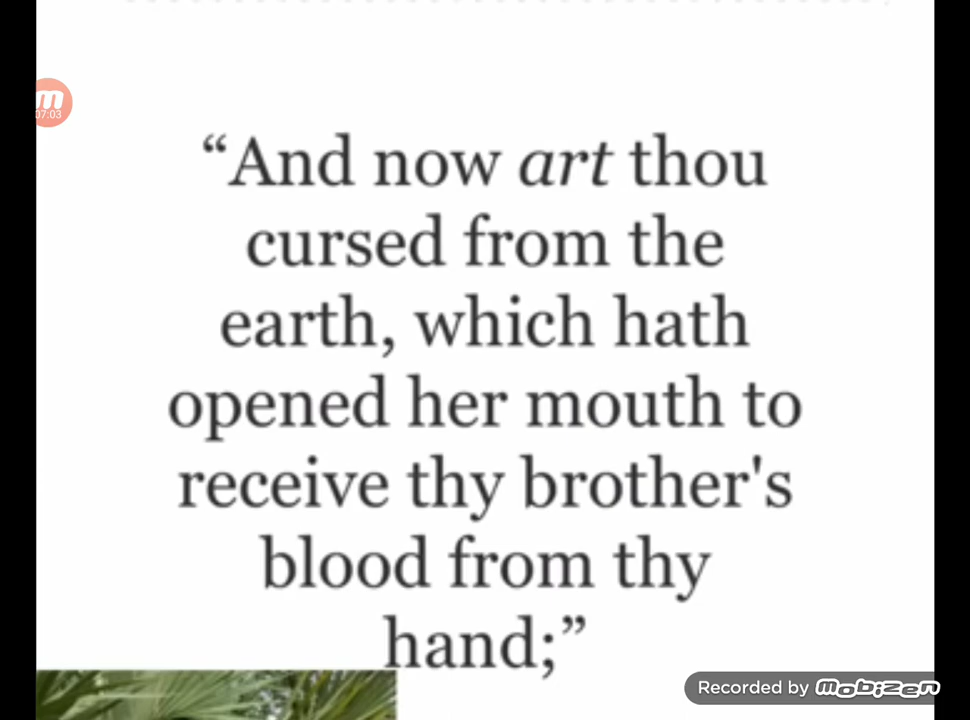 m
07:03
“And now art thou
cursed from the
earth, which hath
opened her mouth to
receive thy brother's
blood from thy
hand;”
Recorded by mobizen